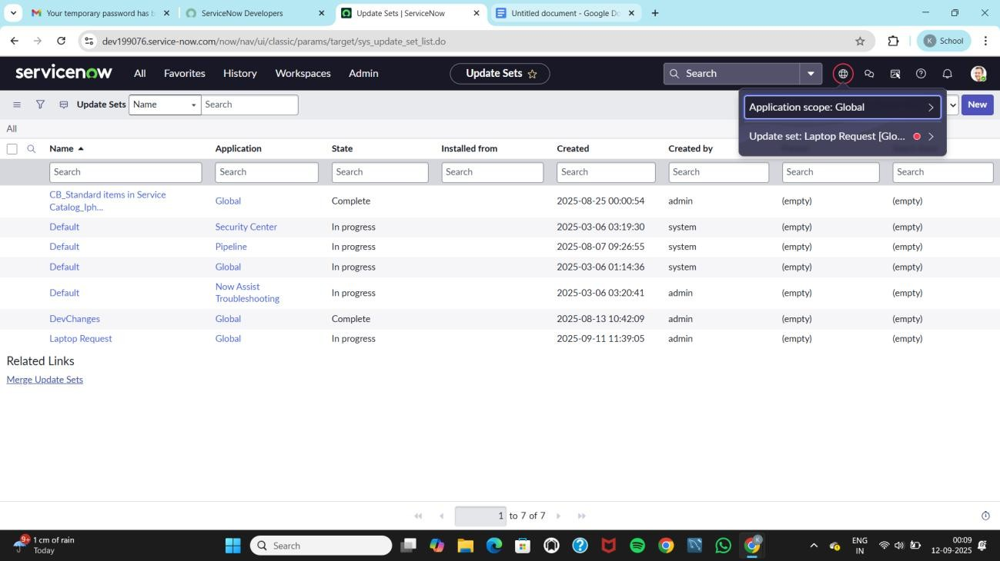 Your temporary password has b
ServiceNow Developers
Update Sets | ServiceNow
Untitled document - Google Do
dev199076.service-now.com/now/nav/ui/classic/params/target/sys_update_set_list.do
K School
servicenow All Favorites History Workspaces Admin Update Sets Search
Update Sets Name Search New
Application scope: Global
Update set: Laptop Request [Glo...
All
Name Application State Installed from Created Created by
Search Search Search Search Search Search Search Search
CB_Standard items in Service
Catalog_Iph... Global Complete 2025-08-25 00:00:54 admin (empty) (empty)
Default Security Center In progress 2025-03-06 03:19:30 system (empty) (empty)
Default Pipeline In progress 2025-08-07 09:26:55 system (empty) (empty)
Default Global In progress 2025-03-06 01:14:36 system (empty) (empty)
Default Now Assist
Troubleshooting In progress 2025-03-06 03:20:41 admin (empty) (empty)
DevChanges Global Complete 2025-08-13 10:42:09 admin (empty) (empty)
Laptop Request Global In progress 2025-09-11 11:39:05 admin (empty) (empty)
Related Links
Merge Update Sets
1 to 7 of 7
9+ 1 cm of rain
Today
Search
ENG
IN
00:09
12-09-2025